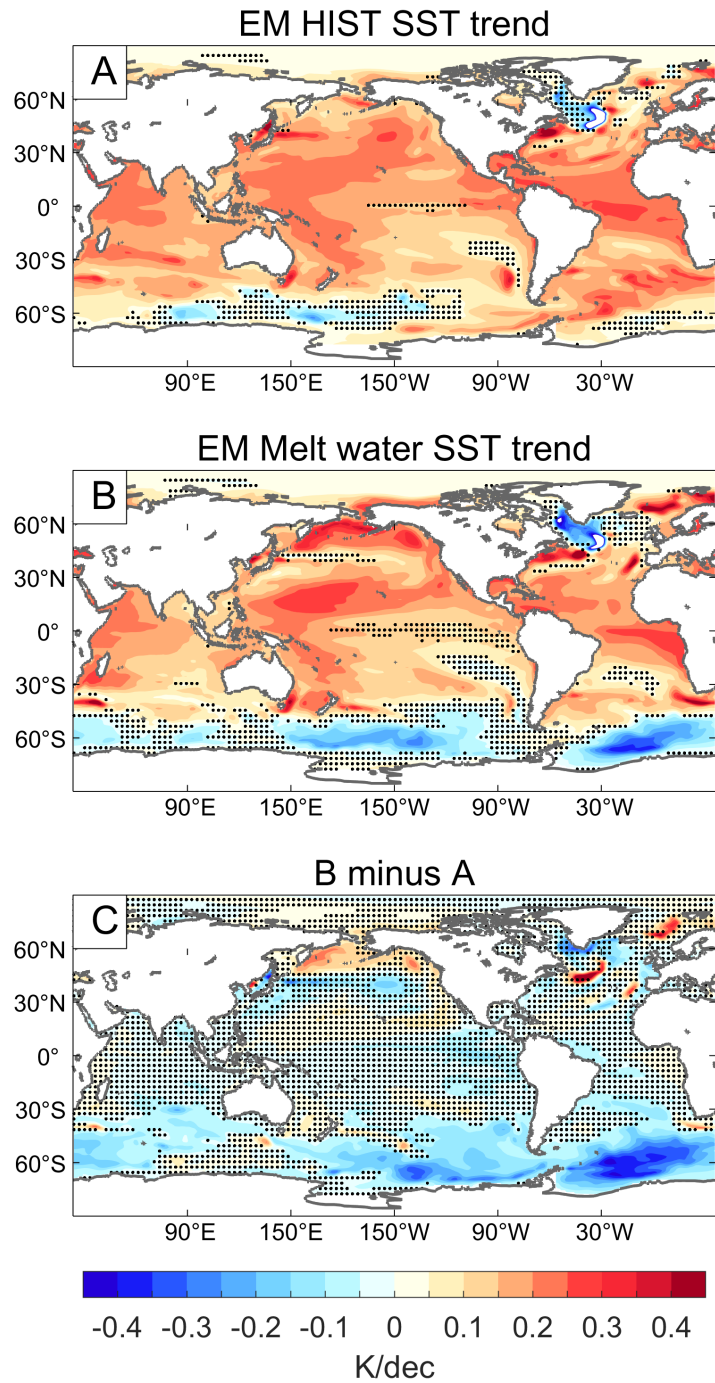 EM HIST SST trend
A
60°N
30°N
0°
30°S
60°S
90°E 150°E 150°W 90°W 30°W
EM Melt water SST trend
B
60°N
30°N
0°
30°S
60°S
90°E 150°E 150°W 90°W 30°W
B minus A
C
60°N
30°N
0°
30°S
60°S
90°E 150°E 150°W 90°W 30°W
-0.4 -0.3 -0.2 -0.1 0 0.1 0.2 0.3 0.4
K/dec